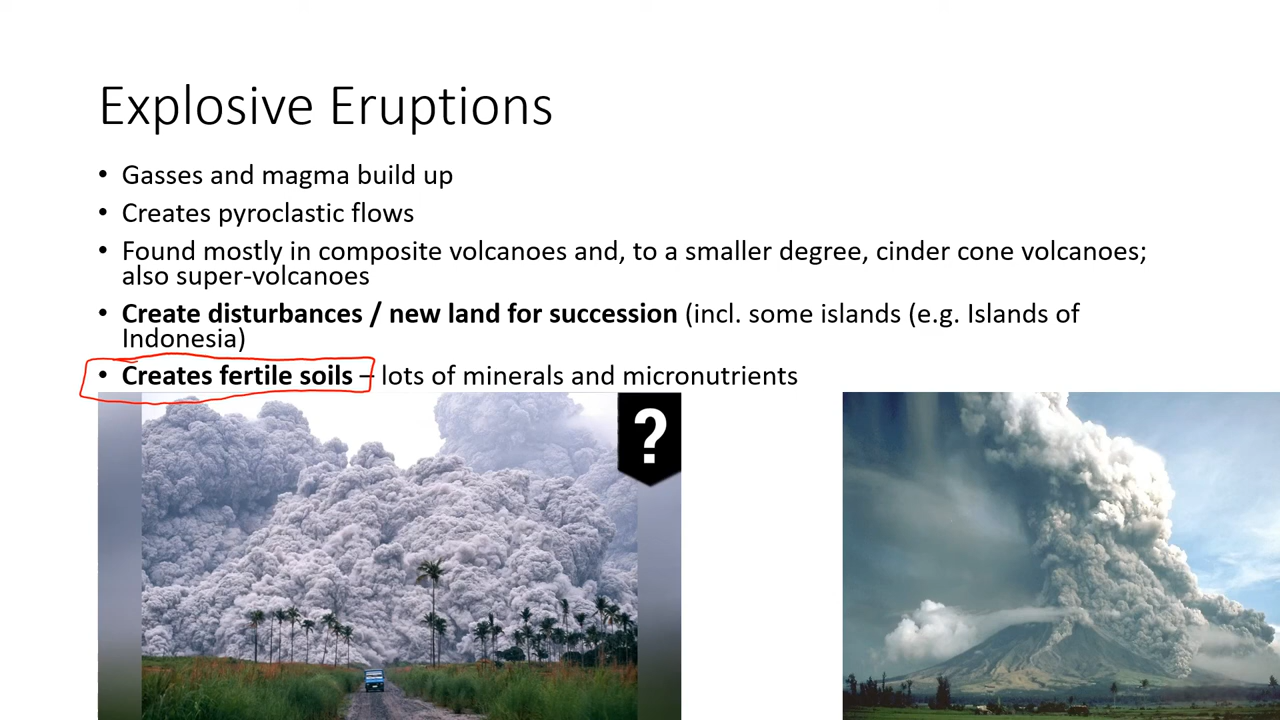 Explosive Eruptions
• Gasses and magma build up
• Creates pyroclastic flows
• Found mostly in composite volcanoes and, to a smaller degree, cinder cone volcanoes;
also super-volcanoes
• Create disturbances / new land for succession (incl. some islands (e.g. Islands of
Indonesia)
• Creates fertile soils – lots of minerals and micronutrients
?